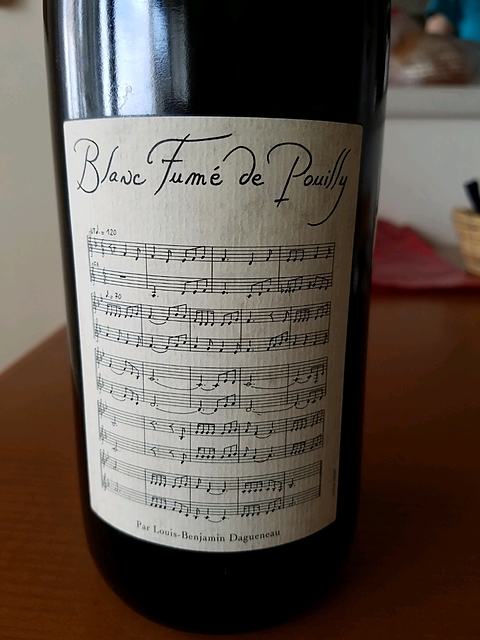 Blanc Fumé de Pouilly
Par Louis-Benjamin Dagueneau